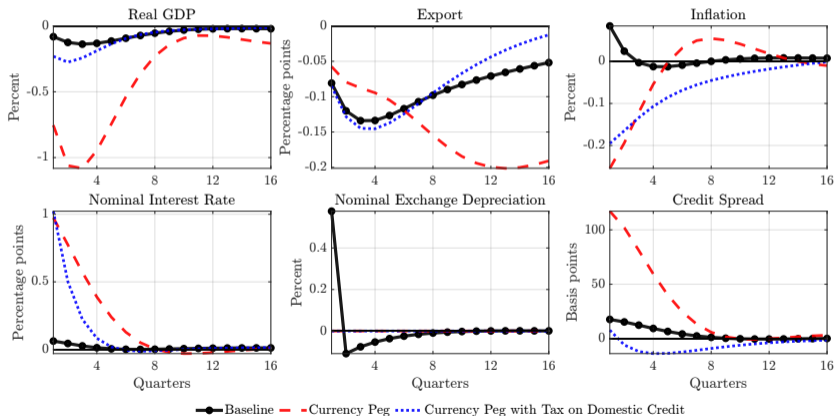 Real GDP
Export
Inflation
Percent
0
-0.5
-1
4
8
12
16
Percentage points
0
-0.05
-0.1
-0.15
-0.2
4
8
12
16
Percent
0
-0.1
-0.2
4
8
12
16
Nominal Interest Rate
Nominal Exchange Depreciation
Credit Spread
Percentage points
1
0.5
0
4
8
12
16
Quarters
Percent
0.4
0.2
0
4
8
12
16
Quarters
Basis points
100
50
0
4
8
12
16
Quarters
Baseline
Currency Peg
Currency Peg with Tax on Domestic Credit